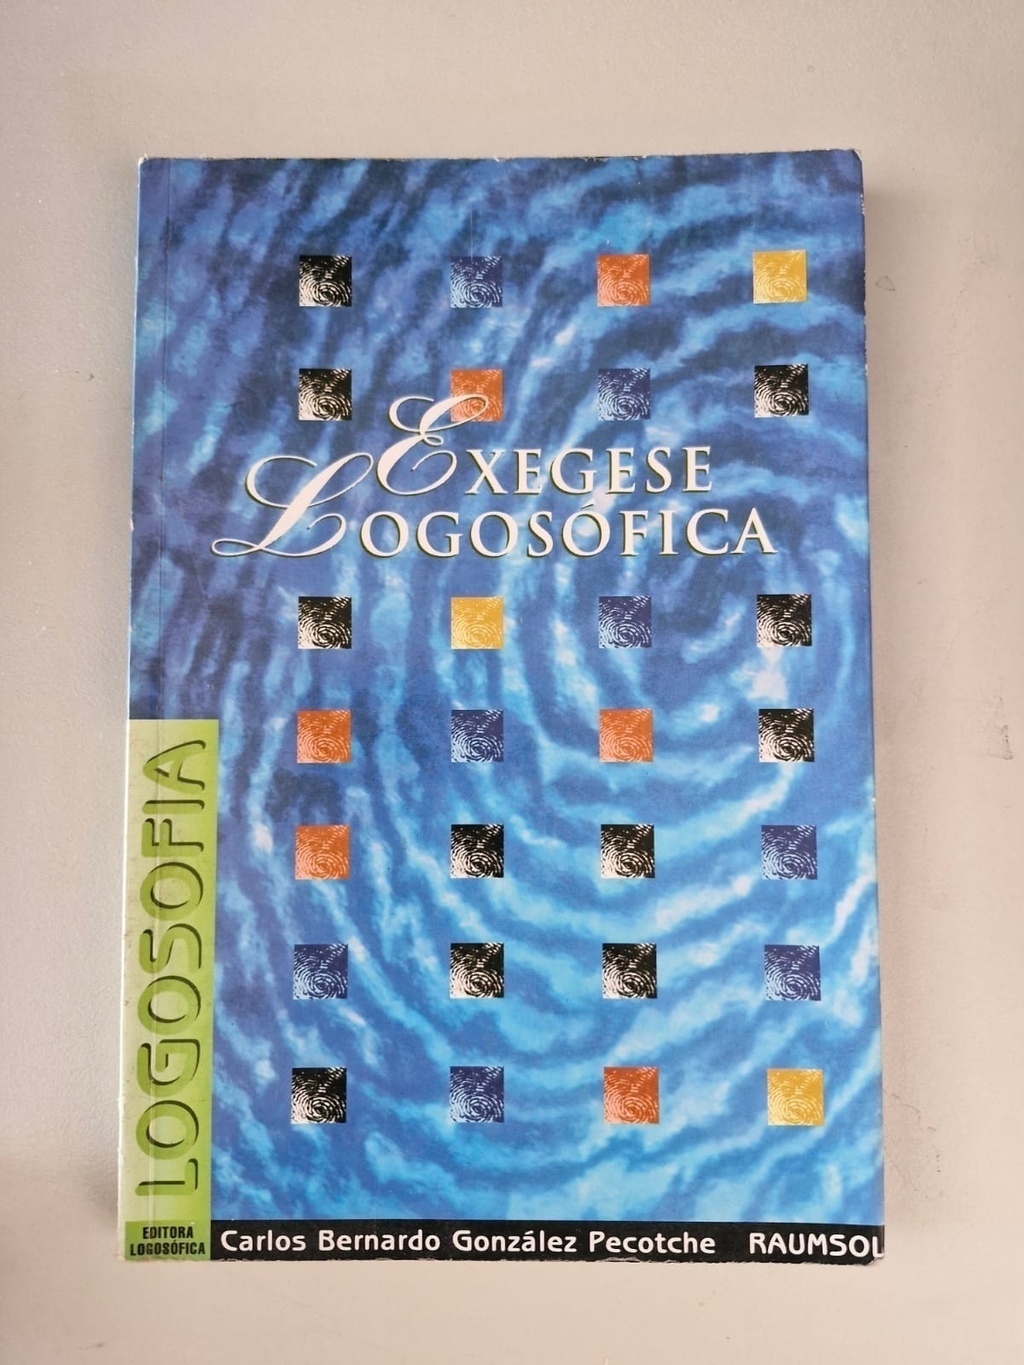 EXEGESE
LOGOSÓFICA
LOGOSOFIA
EDITORA
LOGOSÓFICA
Carlos Bernardo González Pecotche RAUMSOL